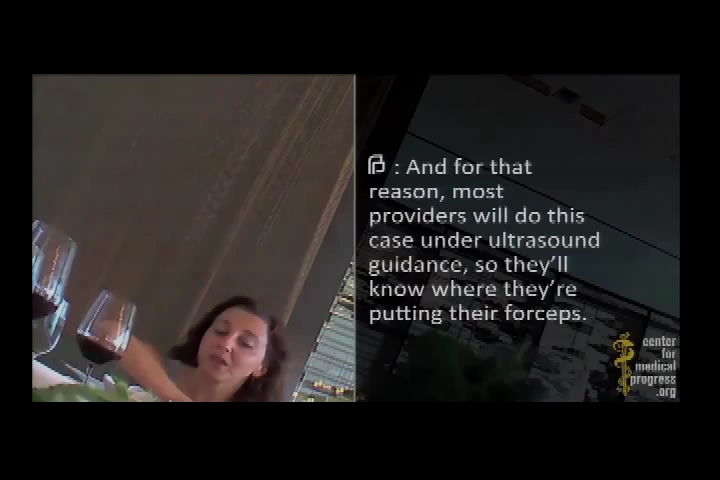 : And for that
reason, most
providers will do this
case under ultrasound
guidance, so they'll
know where they're
putting their forceps.
center
for
medical
progress
.org